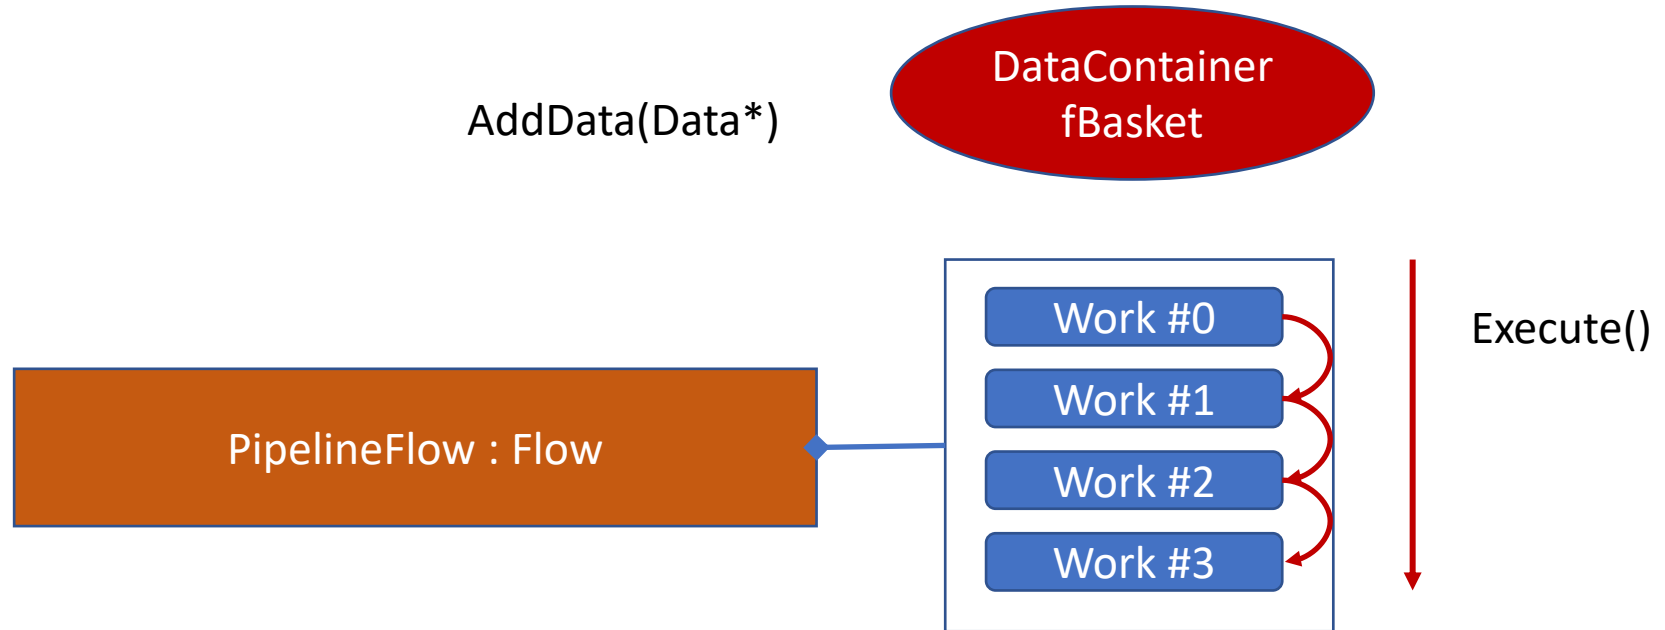 DataContainer
fBasket
AddData(Data*)
Work #0
Execute()
Work #1
PipelineFlow : Flow
Work #2
Work #3